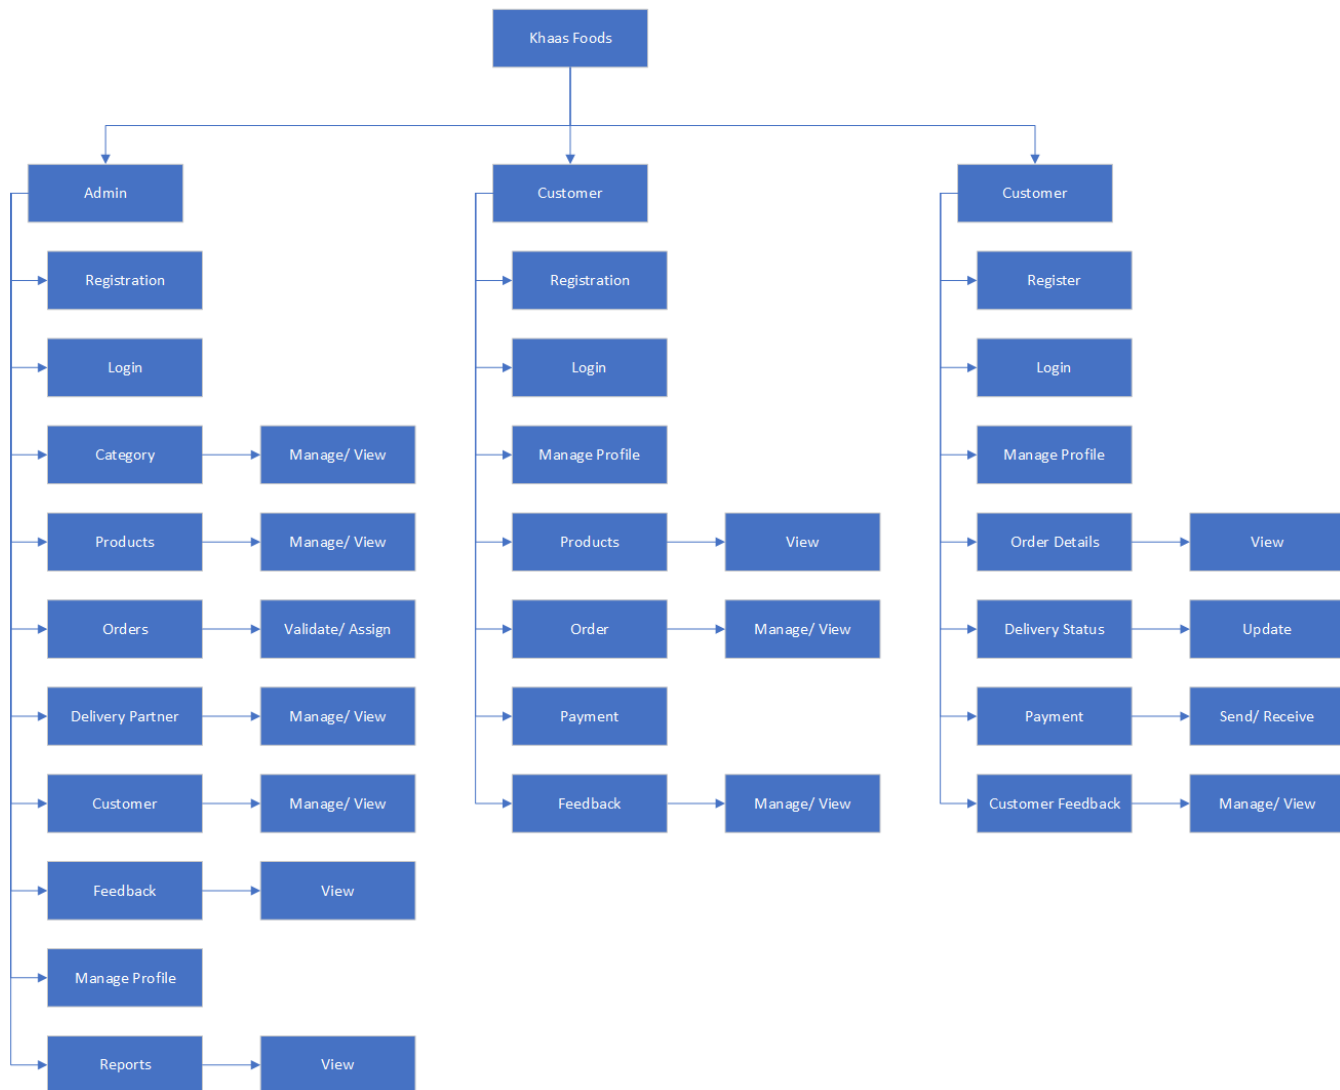 Khaas Foods
Admin
Customer
Customer
Registration
Registration
Register
Login
Login
Login
Category
Manage/ View
Manage Profile
Manage Profile
Products
Manage/ View
Products
View
Order Details
View
Orders
Validate/ Assign
Order
Manage/ View
Delivery Status
Update
Delivery Partner
Manage/ View
Payment
Payment
Send/ Receive
Customer
Manage/ View
Feedback
Manage/ View
Customer Feedback
Manage/ View
Feedback
View
Manage Profile
Reports
View